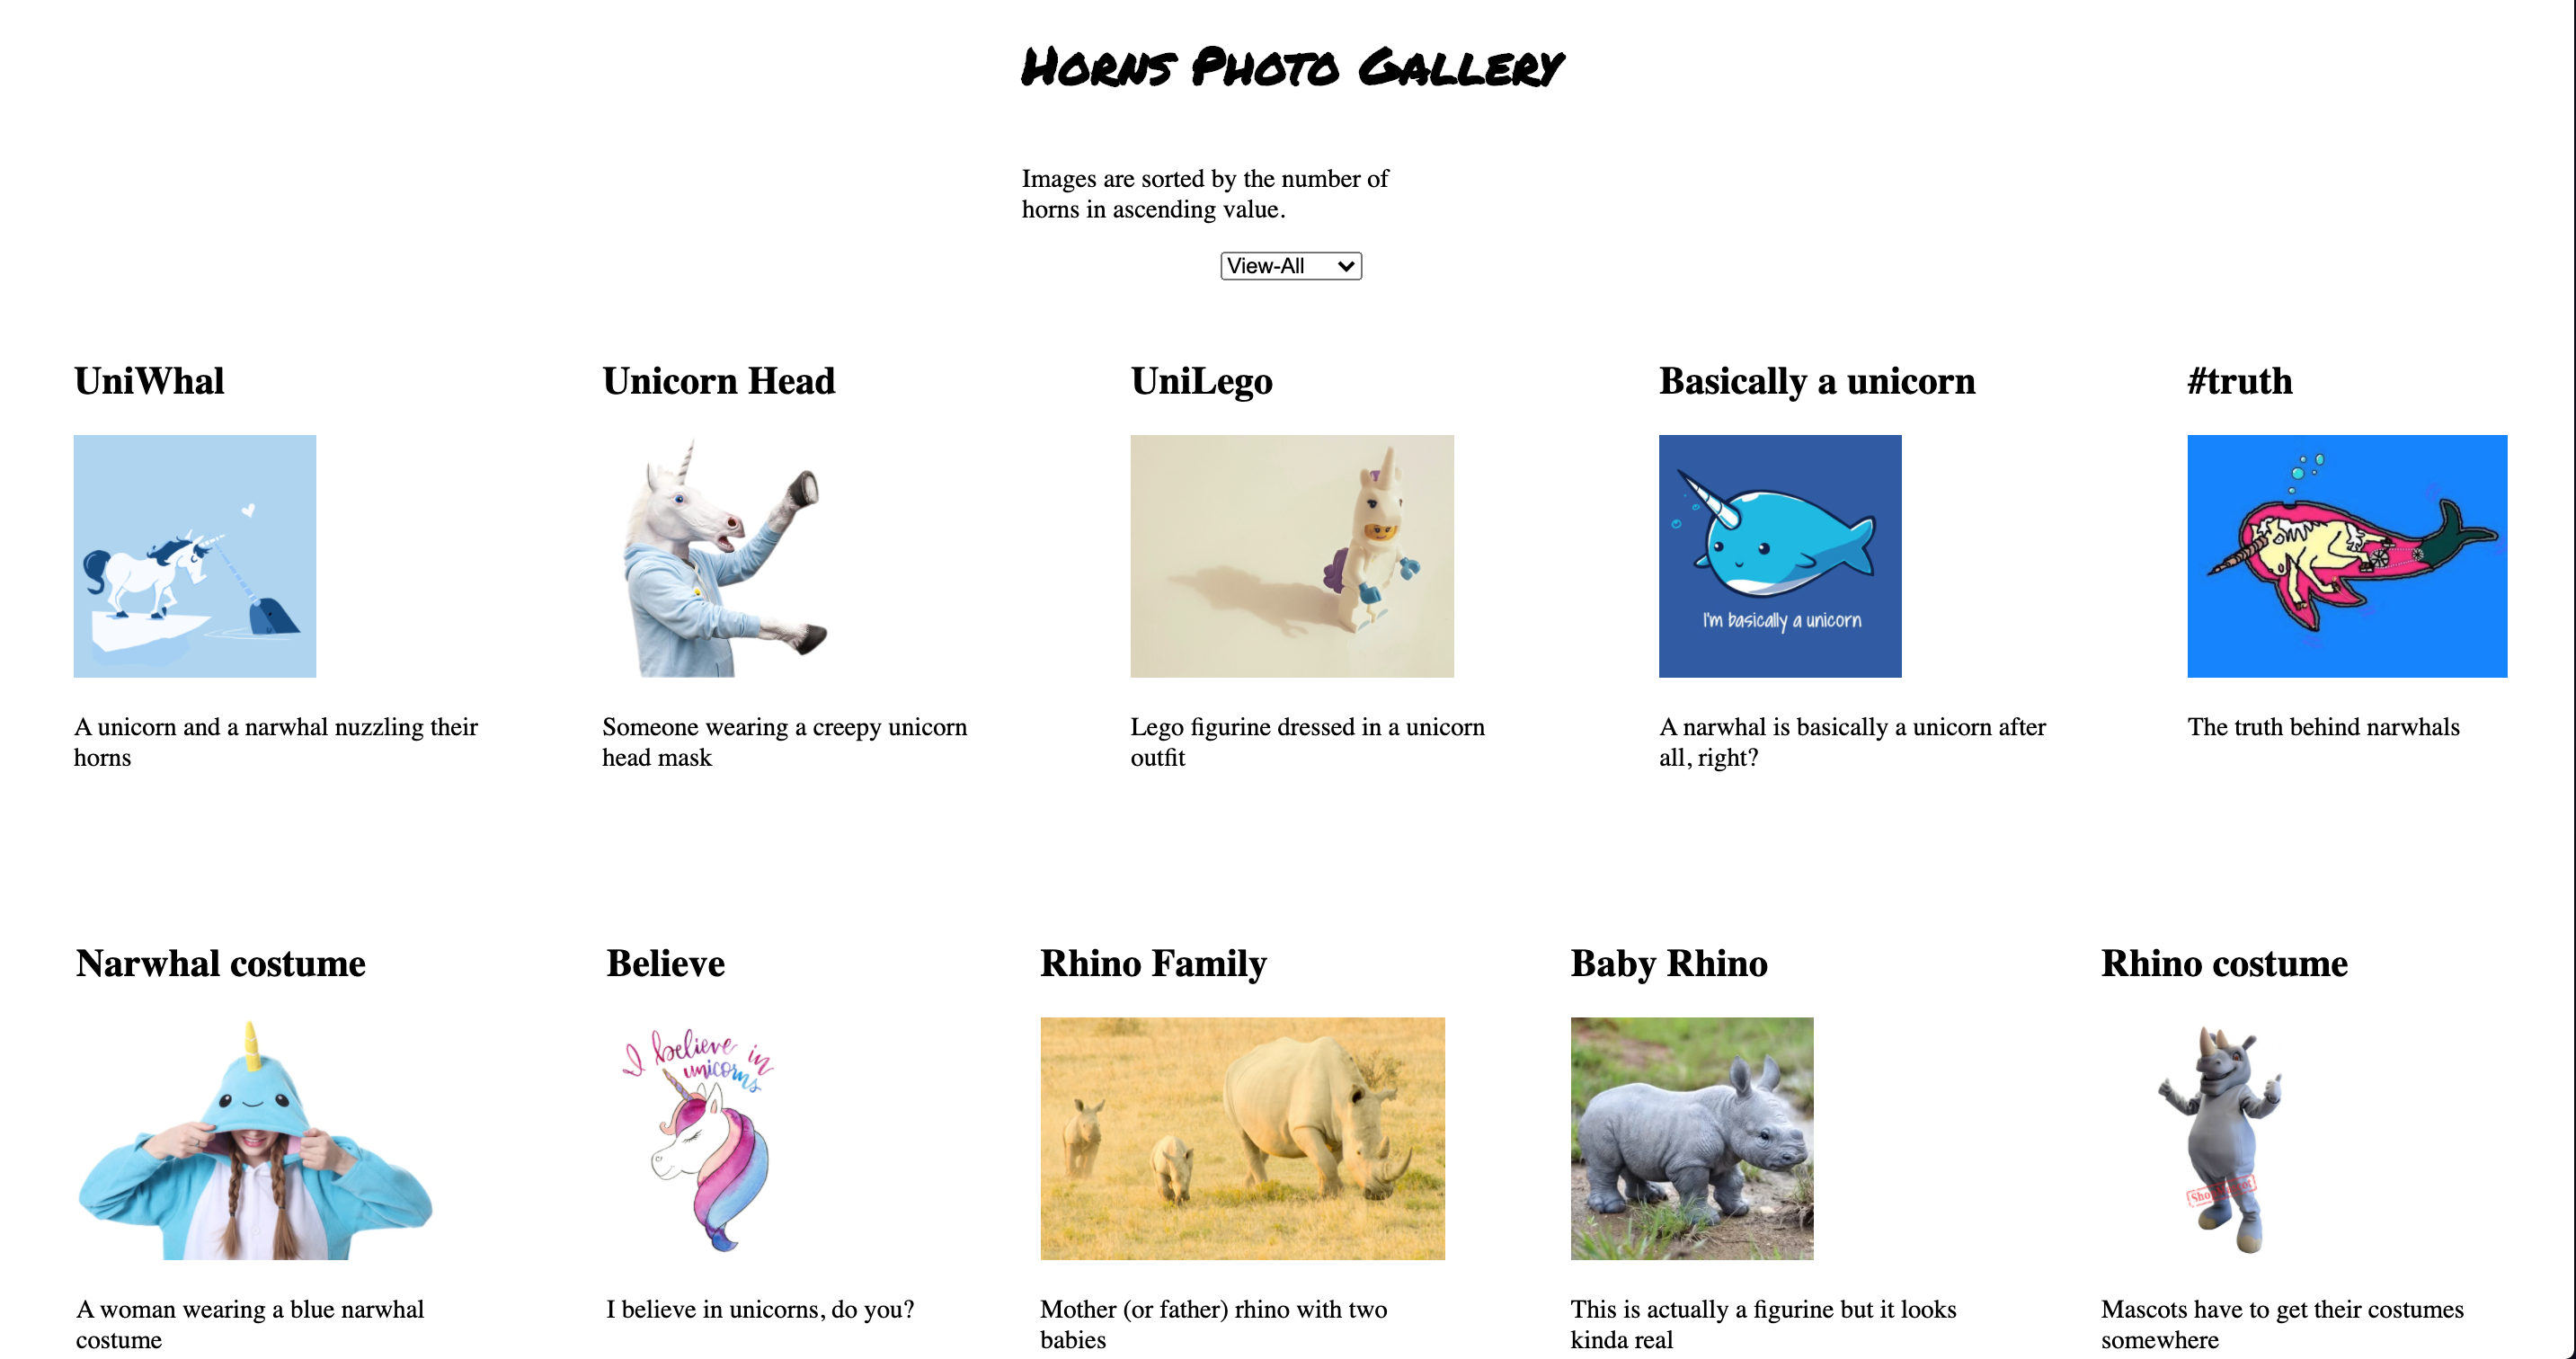 Horns Photo Gallery
Images are sorted by the number of
horns in ascending value.
View-All
UniWhal
Unicorn Head
UniLego
Basically a unicorn
#truth
I'm basically a unicorn
A unicorn and a narwhal nuzzling their
horns
Someone wearing a creepy unicorn
head mask
Lego figurine dressed in a unicorn
outfit
A narwhal is basically a unicorn after
all, right?
The truth behind narwhals
Narwhal costume
Believe
Rhino Family
Baby Rhino
Rhino costume
I believe in
unicorns
A woman wearing a blue narwhal
costume
I believe in unicorns, do you?
Mother (or father) rhino with two
babies
This is actually a figurine but it looks
kinda real
Mascots have to get their costumes
somewhere